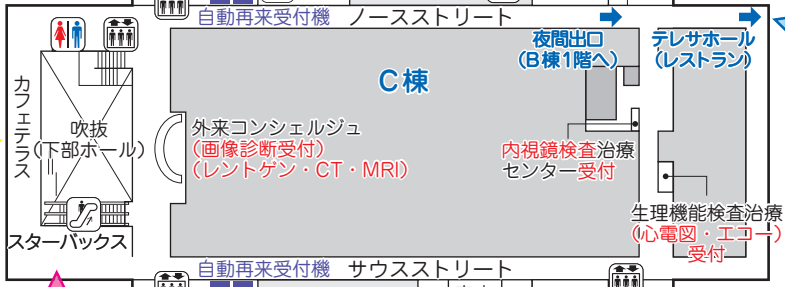 自動再来受付機 ノースストリート
夜間出口
(B棟1階へ)
テレサホール
(レストラン)
C棟
カフェテラス
吹抜
(下部ホール)
外来コンシェルジュ
(画像診断受付)
(レントゲン・CT・MRI)
内視鏡検査治療
センター受付
生理機能検査治療
(心電図・エコー)
受付
スターバックス
自動再来受付機 サウスストリート